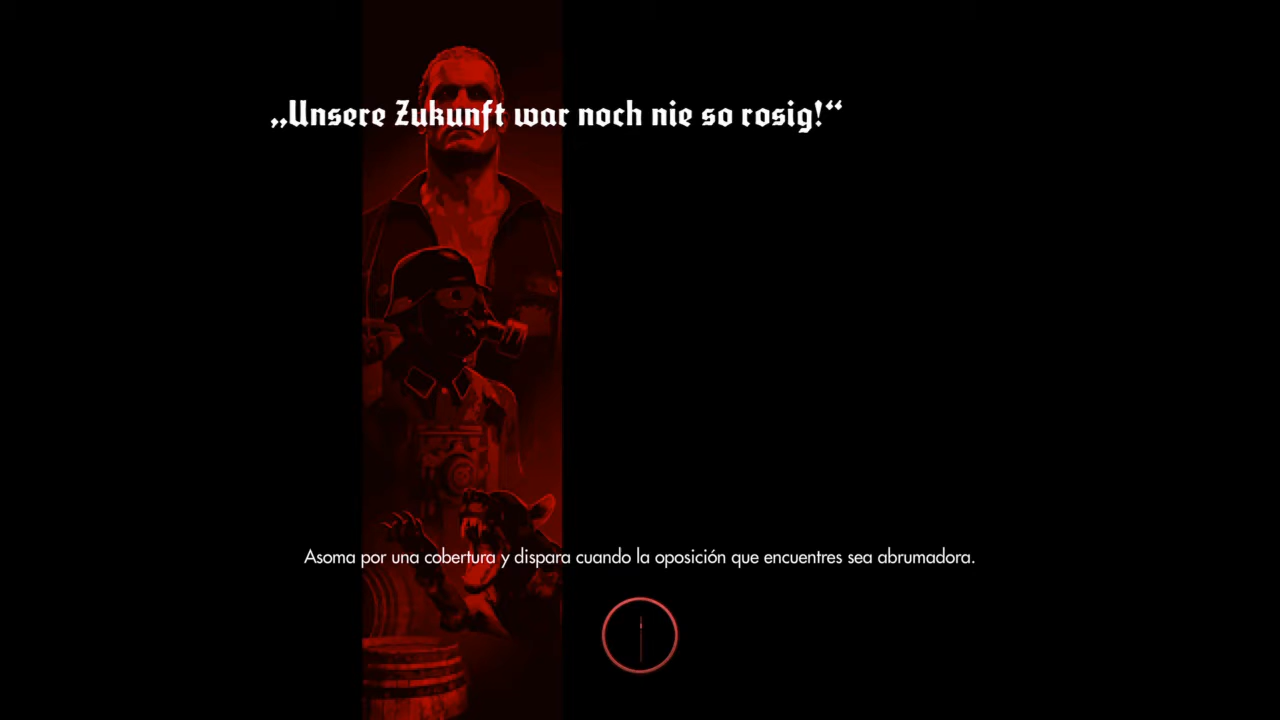 „Unsere Zukunft war noch nie so rosig!“
Asoma por una cobertura y dispara cuando la oposición que encuentres sea abrumadora.